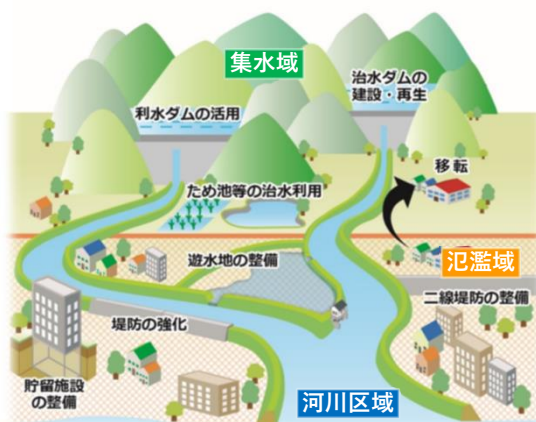 集水域
治水ダムの
建設・再生
利水ダムの活用
移転
ため池等の治水利用
氾濫域
遊水地の整備
二線堤防の整備
堤防の強化
貯留施設
の整備
河川区域